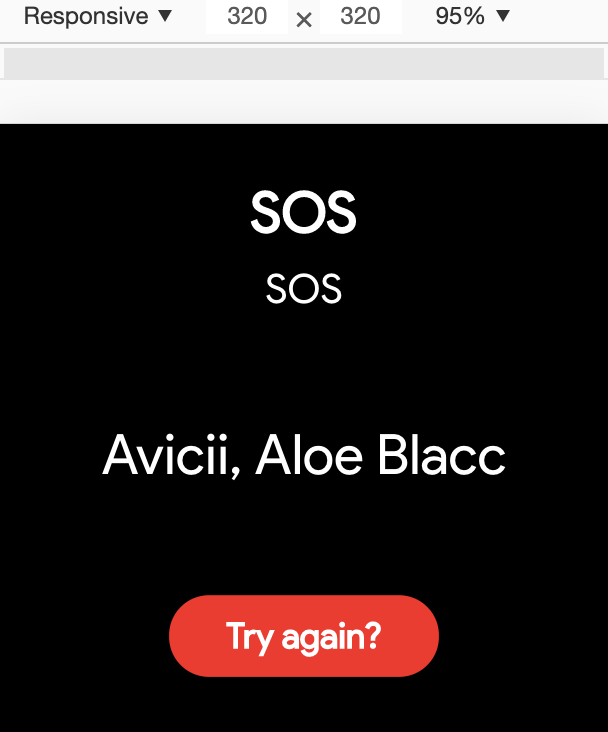 Responsive ▼ 320 × 320 95% ▼
SOS
SOS
Avicii, Aloe Blacc
Try again?